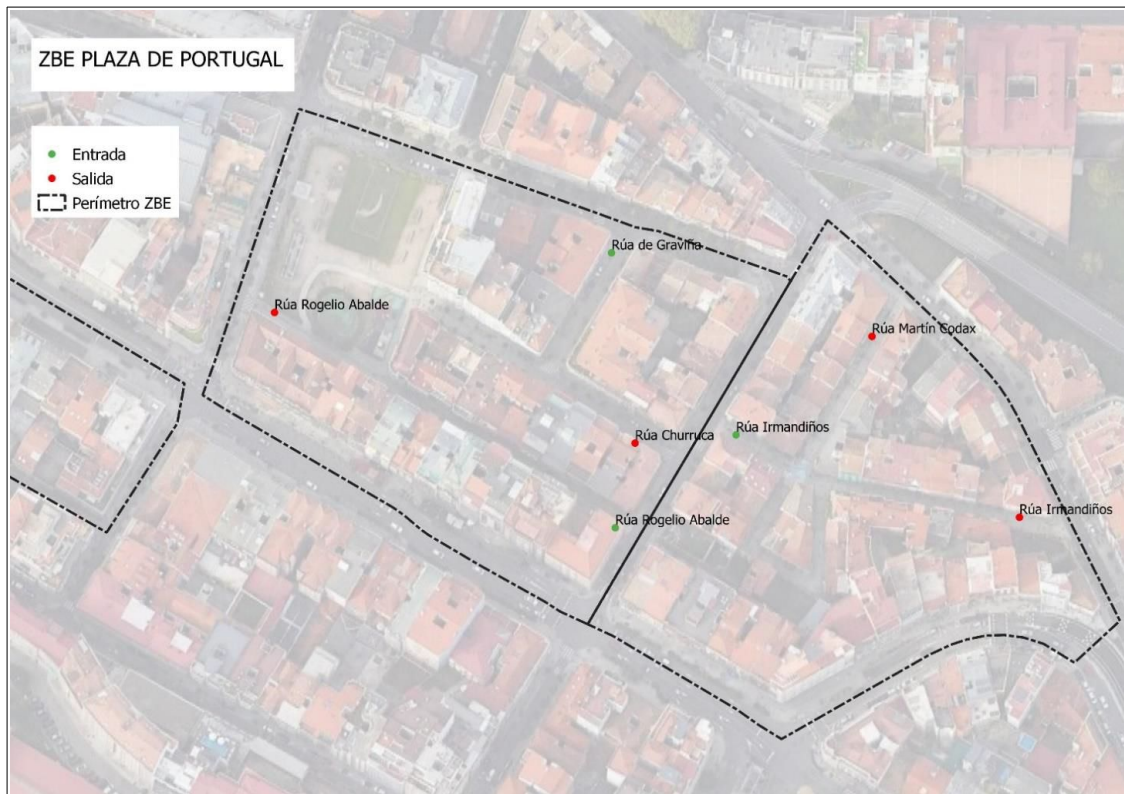 ZBE PLAZA DE PORTUGAL
Entrada
Salida
Perímetro ZBE
Rúa de Graviña
Rúa Rogelio Abalde
Rúa Martín Codax
Rúa Irmandiños
Rúa Churruca
Rúa Irmandiños
Rúa Rogelio Abalde